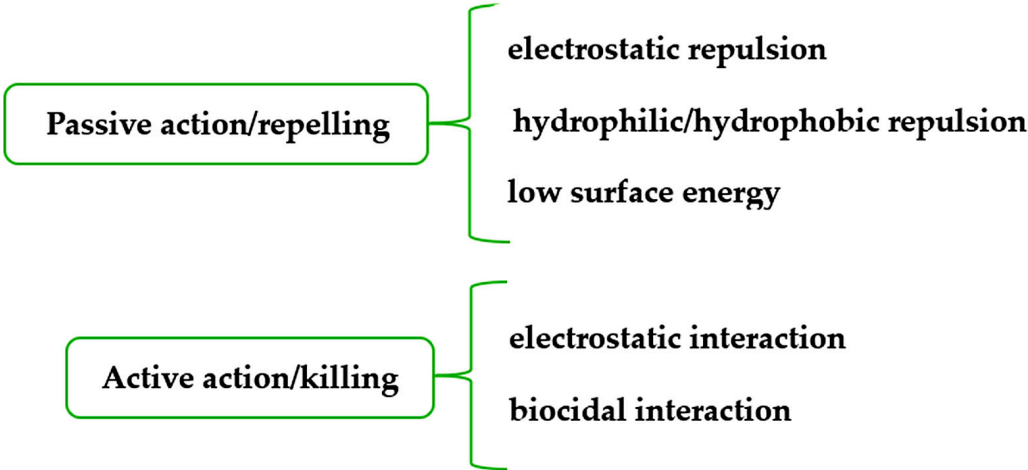 Passive action/repelling
electrostatic repulsion
hydrophilic/hydrophobic repulsion
low surface energy
Active action/killing
electrostatic interaction
biocidal interaction